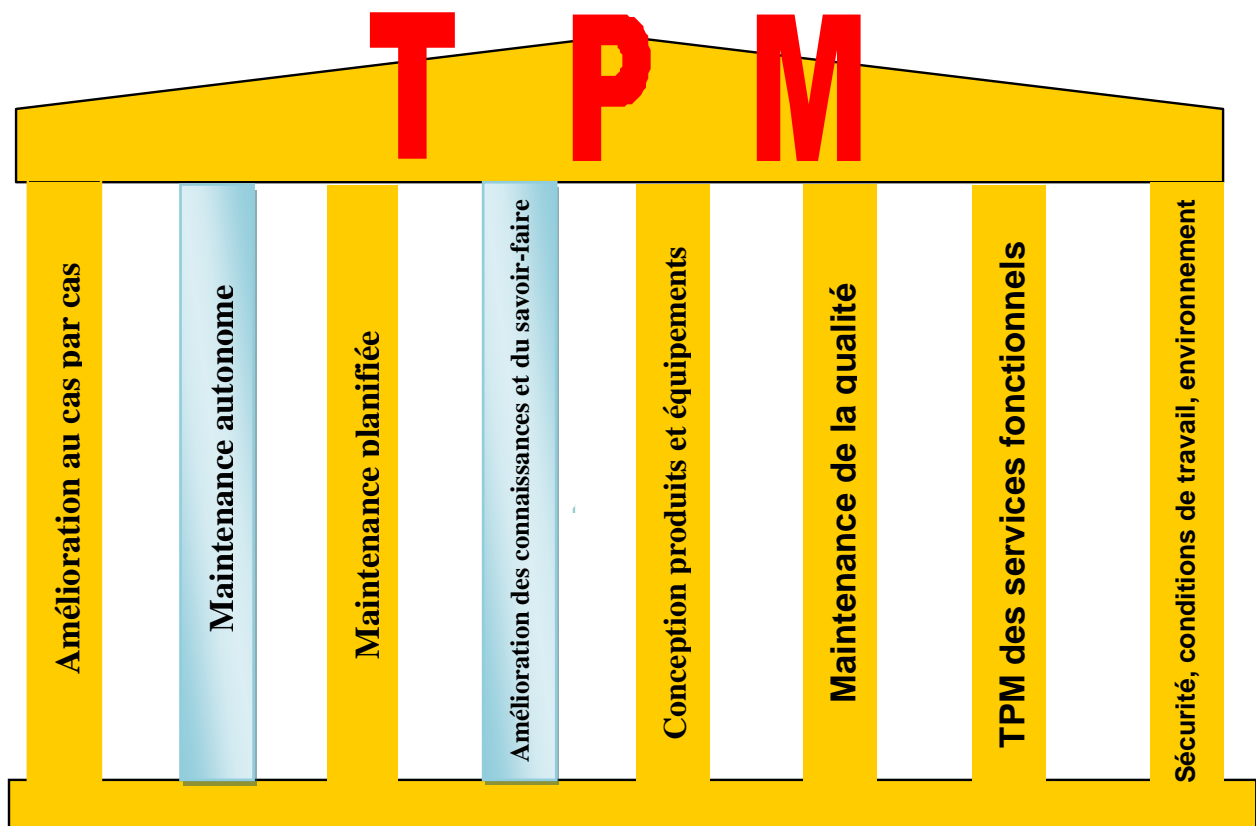 T P M
Amélioration au cas par cas
Maintenance autonome
Maintenance planifiée
Amélioration des connaissances et du savoir-faire
Conception produits et équipements
Maintenance de la qualité
TPM des services fonctionnels
Sécurité, conditions de travail, environnement